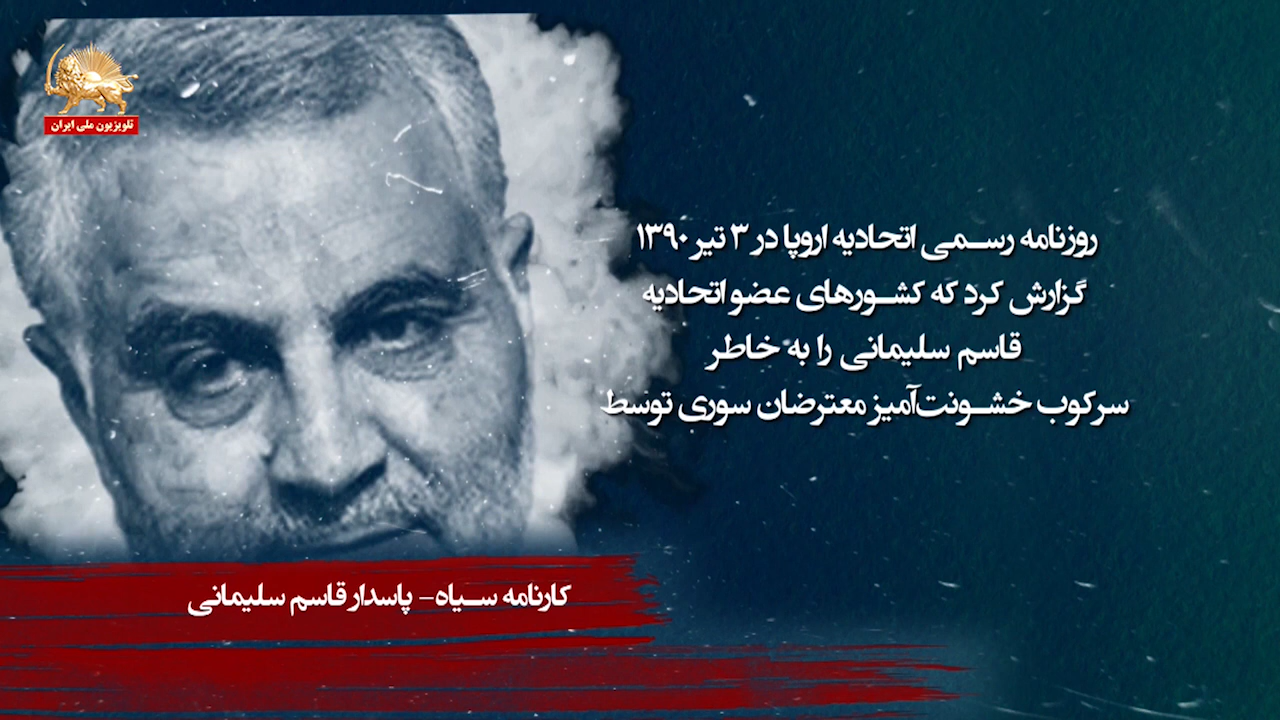 تلویزیون ملی ایران
روزنامه رسمی اتحادیه اروپا در ۳ تیر ۱۳۹۰
گزارش کرد که کشورهای عضو اتحادیه
قاسم سلیمانی را به خاطر
سرکوب خشونت‌آمیز معترضان سوری توسط
کارنامه سیاه- پاسدار قاسم سلیمانی